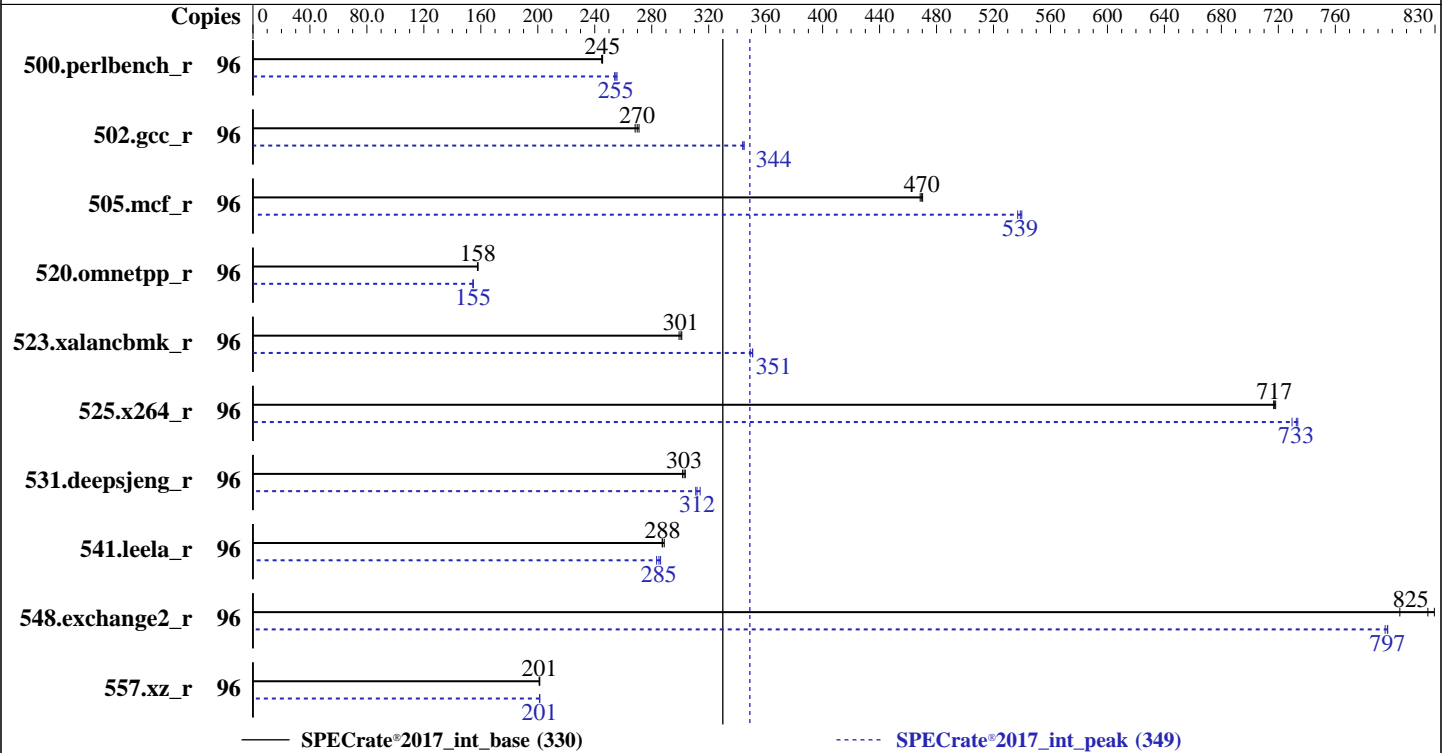 Copies 0 40.0 80.0 120 160 200 240 280 320 360 400 440 480 520 560 600 640 680 720 760 830
245
500.perlbench_r 96
255
270
502.gcc_r 96
344
470
505.mcf_r 96
539
158
520.omnetpp_r 96
155
301
523.xalancbmk_r 96
351
717
525.x264_r 96
733
303
531.deepsjeng_r 96
312
288
541.leela_r 96
285
825
548.exchange2_r 96
797
201
557.xz_r 96
201
SPECrate®2017_int_base (330) SPECrate®2017_int_peak (349)